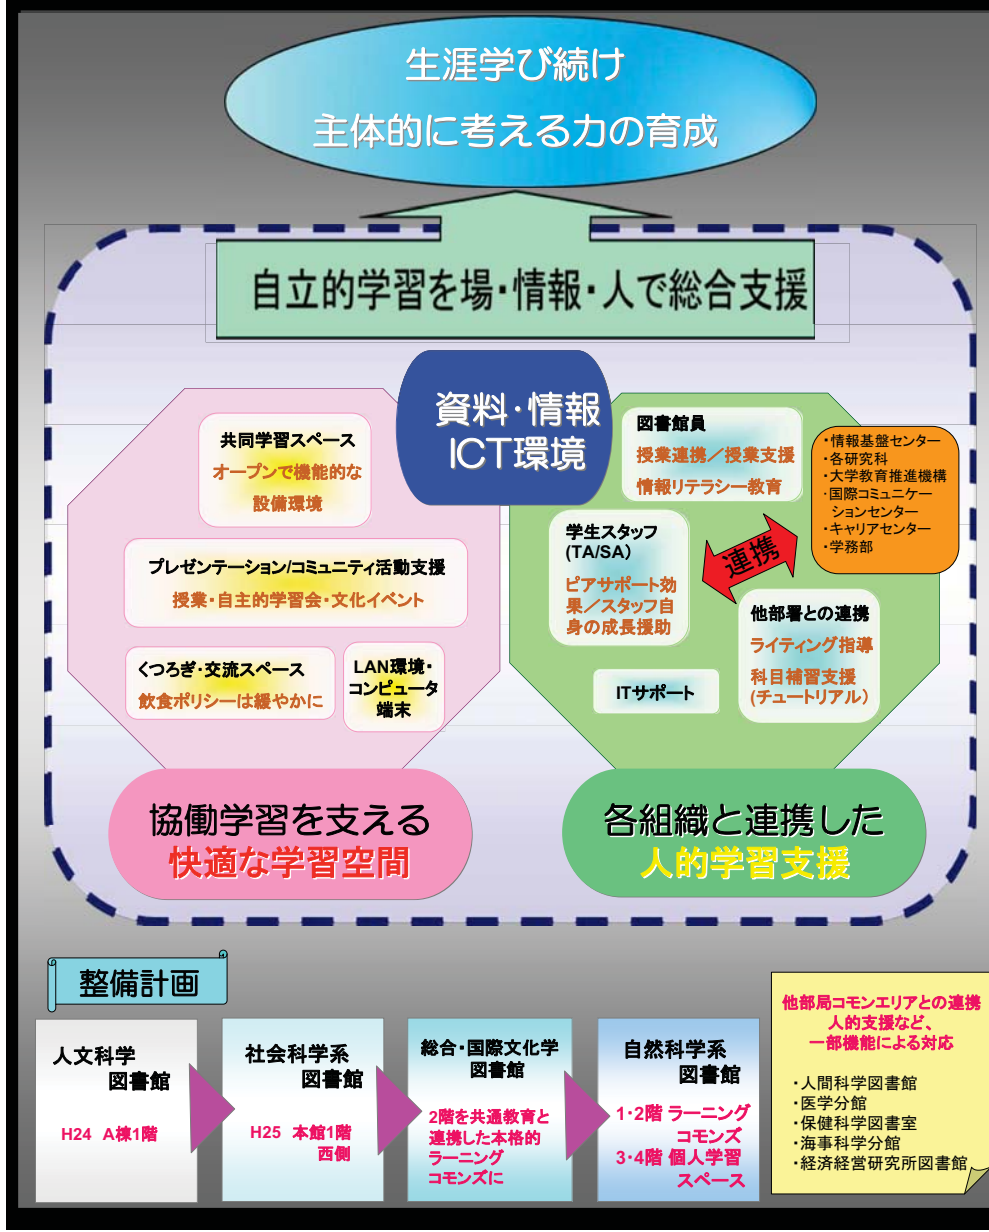 生涯学び続け
主体的に考える力の育成
自立的学習を場・情報・人で総合支援
資料・情報
ICT環境
共同学習スペース
オープンで機能的な
設備環境
プレゼンテーション/コミュニティ活動支援
授業・自主的学習会・文化イベント
くつろぎ・交流スペース
飲食ポリシーは緩やかに
LAN環境・
コンピュータ
端末
協働学習を支える
快適な学習空間
図書館員
授業連携／授業支援
情報リテラシー教育
学生スタッフ
(TA/SA)
ピアサポート効
果／スタッフ自
身の成長援助
連携
・情報基盤センター
・各研究科
・大学教育推進機構
・国際コミュニケー
ションセンター
・キャリアセンター
・学務部
他部署との連携
ライティング指導
科目補習支援
(チュートリアル)
ITサポート
各組織と連携した
人的学習支援
整備計画
人文科学
図書館
H24 A棟1階
社会科学系
図書館
H25 本館1階
西側
総合・国際文化学
図書館
2階を共通教育と
連携した本格的
ラーニング
コモンズに
自然科学系
図書館
1・2階 ラーニング
コモンズ
3・4階 個人学習
スペース
他部局コモンエリアとの連携
人的支援など、
一部機能による対応
・人間科学図書館
・医学分館
・保健科学図書室
・海事科学分館
・経済経営研究所図書館